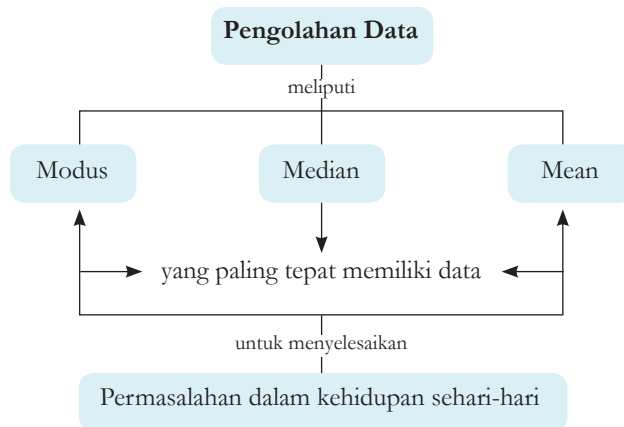 Pengolahan Data
meliputi
Modus
Median
Mean
yang paling tepat memiliki data
untuk menyelesaikan
Permasalahan dalam kehidupan sehari-hari